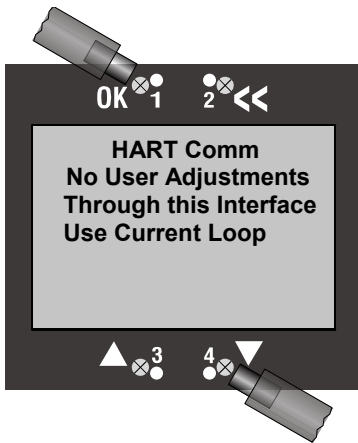 OK 1 2 <<
HART Comm
No User Adjustments
Through this Interface
Use Current Loop
3 4